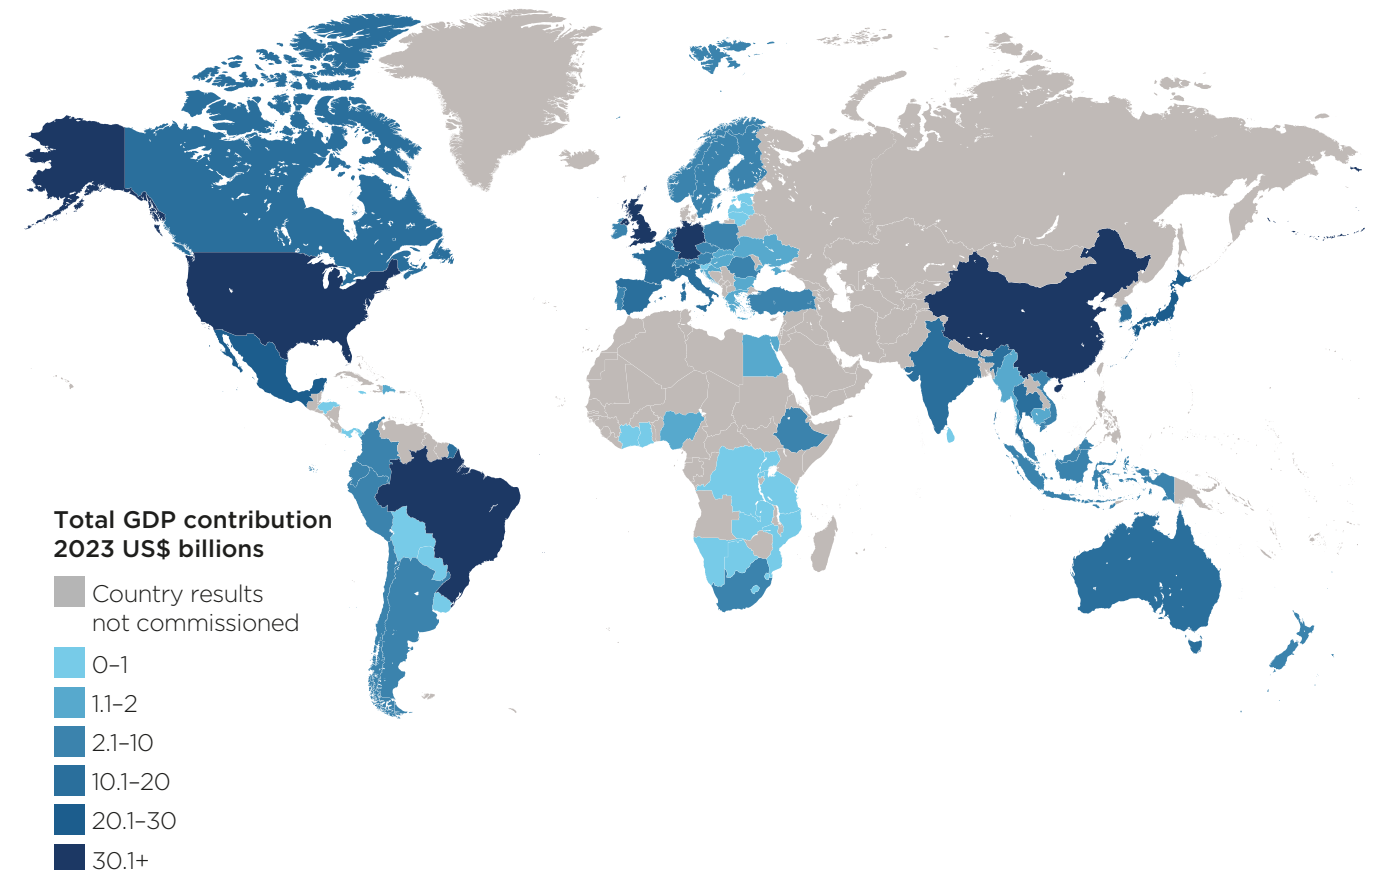 Total GDP contribution
2023 US$ billions
Country results
not commissioned
0–1
1.1–2
2.1–10
10.1–20
20.1–30
30.1+